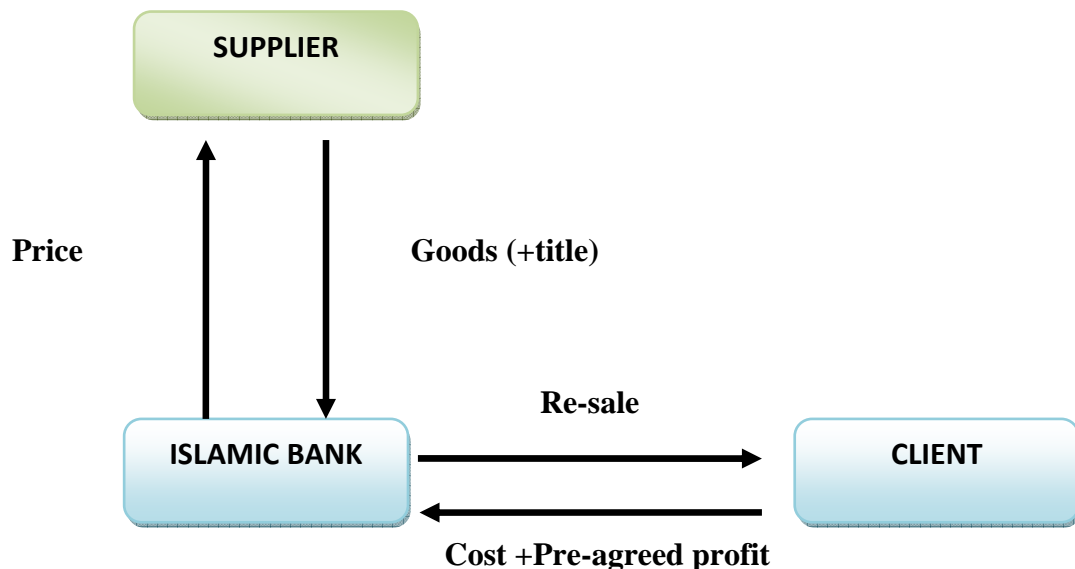 SUPPLIER
Price
Goods (+title)
Re-sale
ISLAMIC BANK
CLIENT
Cost +Pre-agreed profit